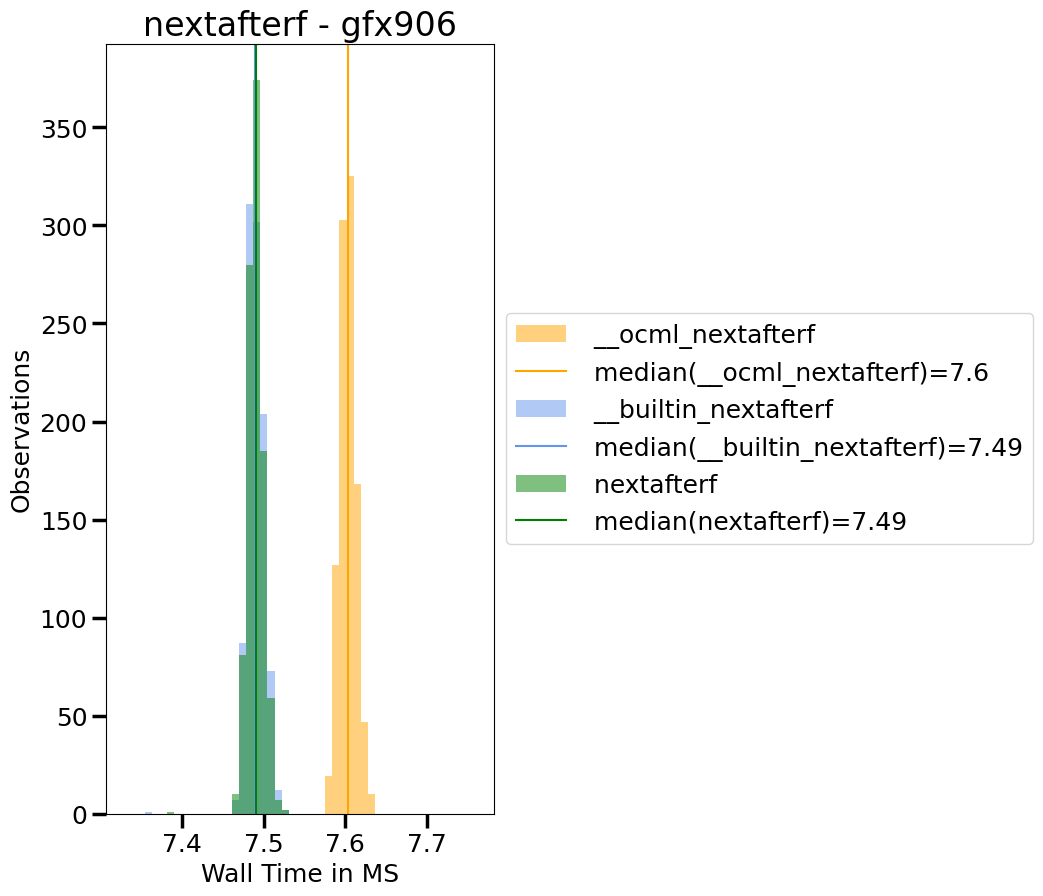 nextafterf - gfx906
350
300
250
200
150
100
50
0
Observations
7.4 7.5 7.6 7.7
Wall Time in MS
__ocml_nextafterf
median(__ocml_nextafterf)=7.6
__builtin_nextafterf
median(__builtin_nextafterf)=7.49
nextafterf
median(nextafterf)=7.49